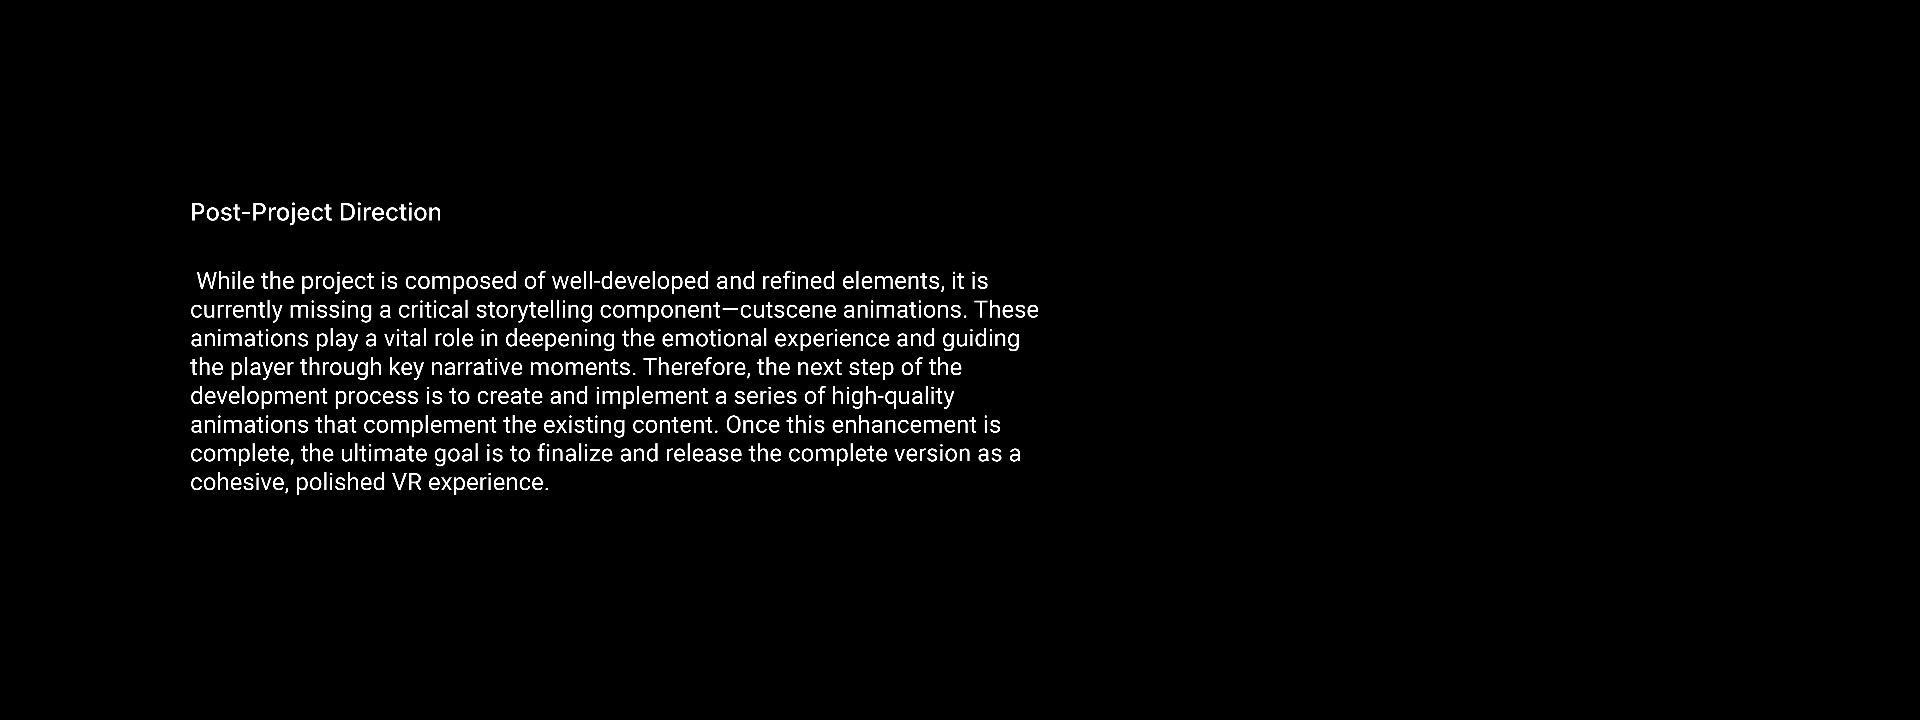 Post-Project Direction
While the project is composed of well-developed and refined elements, it is
currently missing a critical storytelling component—cutscene animations. These
animations play a vital role in deepening the emotional experience and guiding
the player through key narrative moments. Therefore, the next step of the
development process is to create and implement a series of high-quality
animations that complement the existing content. Once this enhancement is
complete, the ultimate goal is to finalize and release the complete version as a
cohesive, polished VR experience.